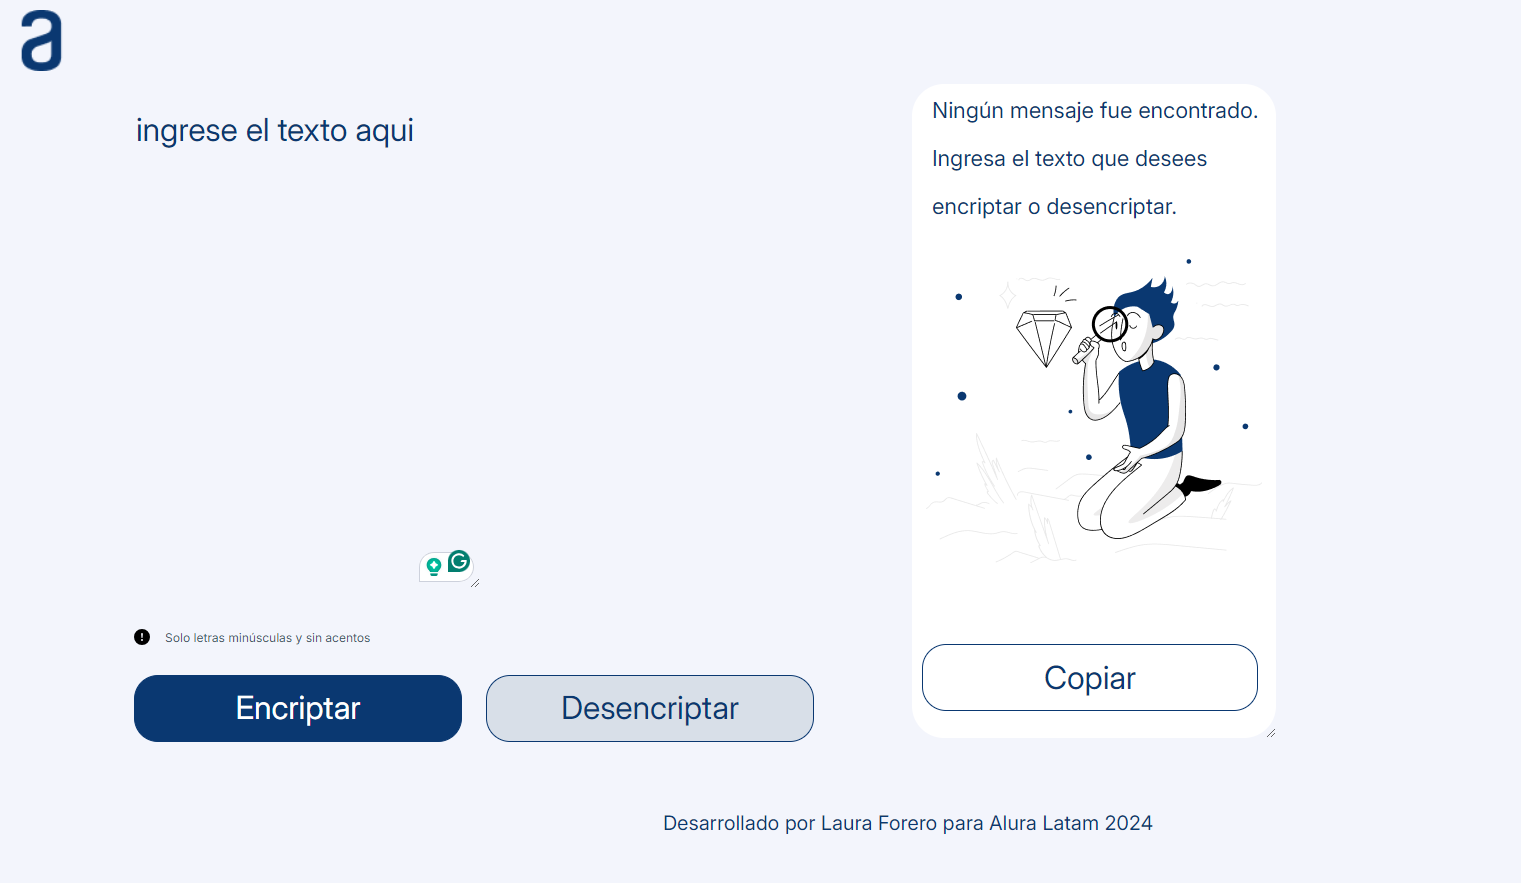 a
ingrese el texto aqui
Solo letras minúsculas y sin acentos
Encriptar
Desencriptar
Ningún mensaje fue encontrado.
Ingresa el texto que desees
encriptar o desencriptar.
Copiar
Desarrollado por Laura Forero para Alura Latam 2024